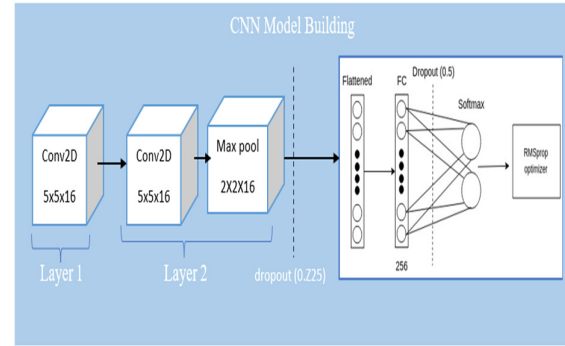 CNN Model Building
Conv2D
5x5x16
Layer 1
Conv2D
5x5x16
Max pool
2X2X16
Layer 2
dropout (0.Z25)
Flattened
FC
256
Dropout (0.5)
Softmax
RMSprop
optimizer